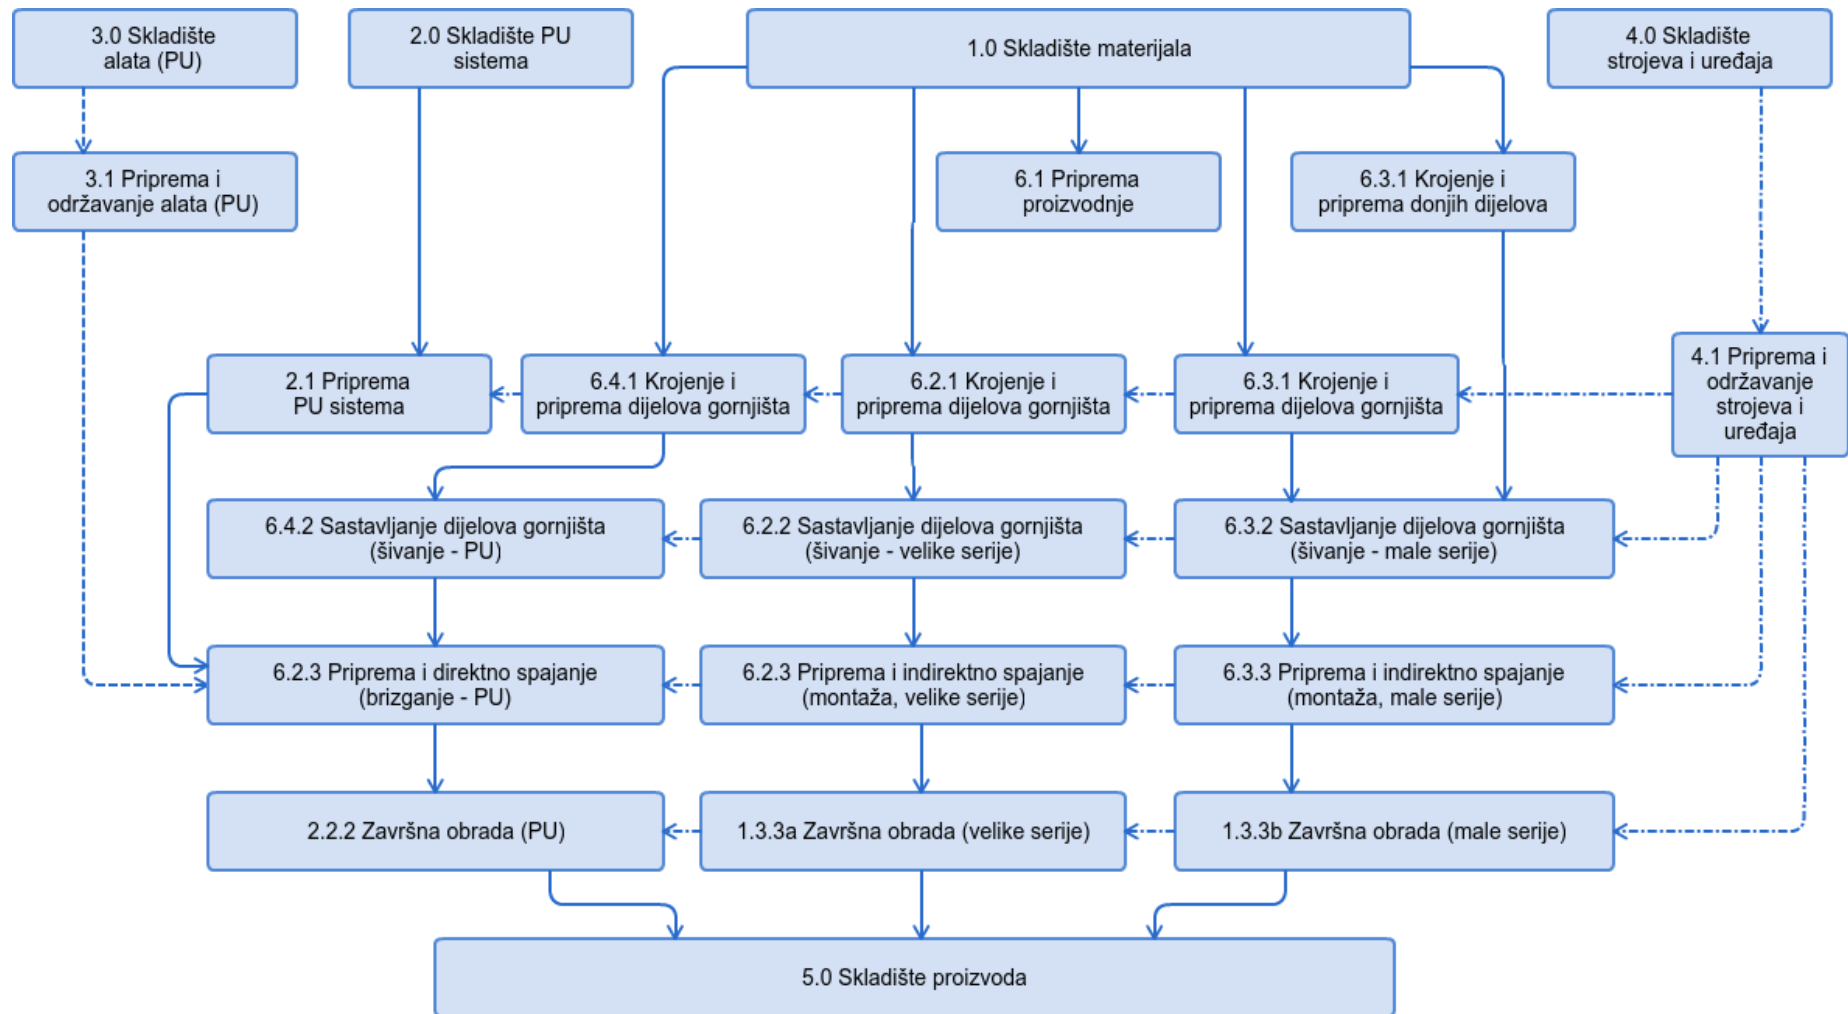 3.0 Skladište
alata (PU)
2.0 Skladište PU
sistema
1.0 Skladište materijala
4.0 Skladište
strojeva i uređaja
3.1 Priprema i
održavanje alata (PU)
6.1 Priprema
proizvodnje
6.3.1 Krojenje i
priprema donjih dijelova
2.1 Priprema
PU sistema
6.4.1 Krojenje i
priprema dijelova gornjišta
6.2.1 Krojenje i
priprema dijelova gornjišta
6.3.1 Krojenje i
priprema dijelova gornjišta
4.1 Priprema i
održavanje
strojeva i
uređaja
6.4.2 Sastavljanje dijelova gornjišta
(šivanje - PU)
6.2.2 Sastavljanje dijelova gornjišta
(šivanje - velike serije)
6.3.2 Sastavljanje dijelova gornjišta
(šivanje - male serije)
6.2.3 Priprema i direktno spajanje
(brizganje - PU)
6.2.3 Priprema i indirektno spajanje
(montaža, velike serije)
6.3.3 Priprema i indirektno spajanje
(montaža, male serije)
2.2.2 Završna obrada (PU)
1.3.3a Završna obrada (velike serije)
1.3.3b Završna obrada (male serije)
5.0 Skladište proizvoda